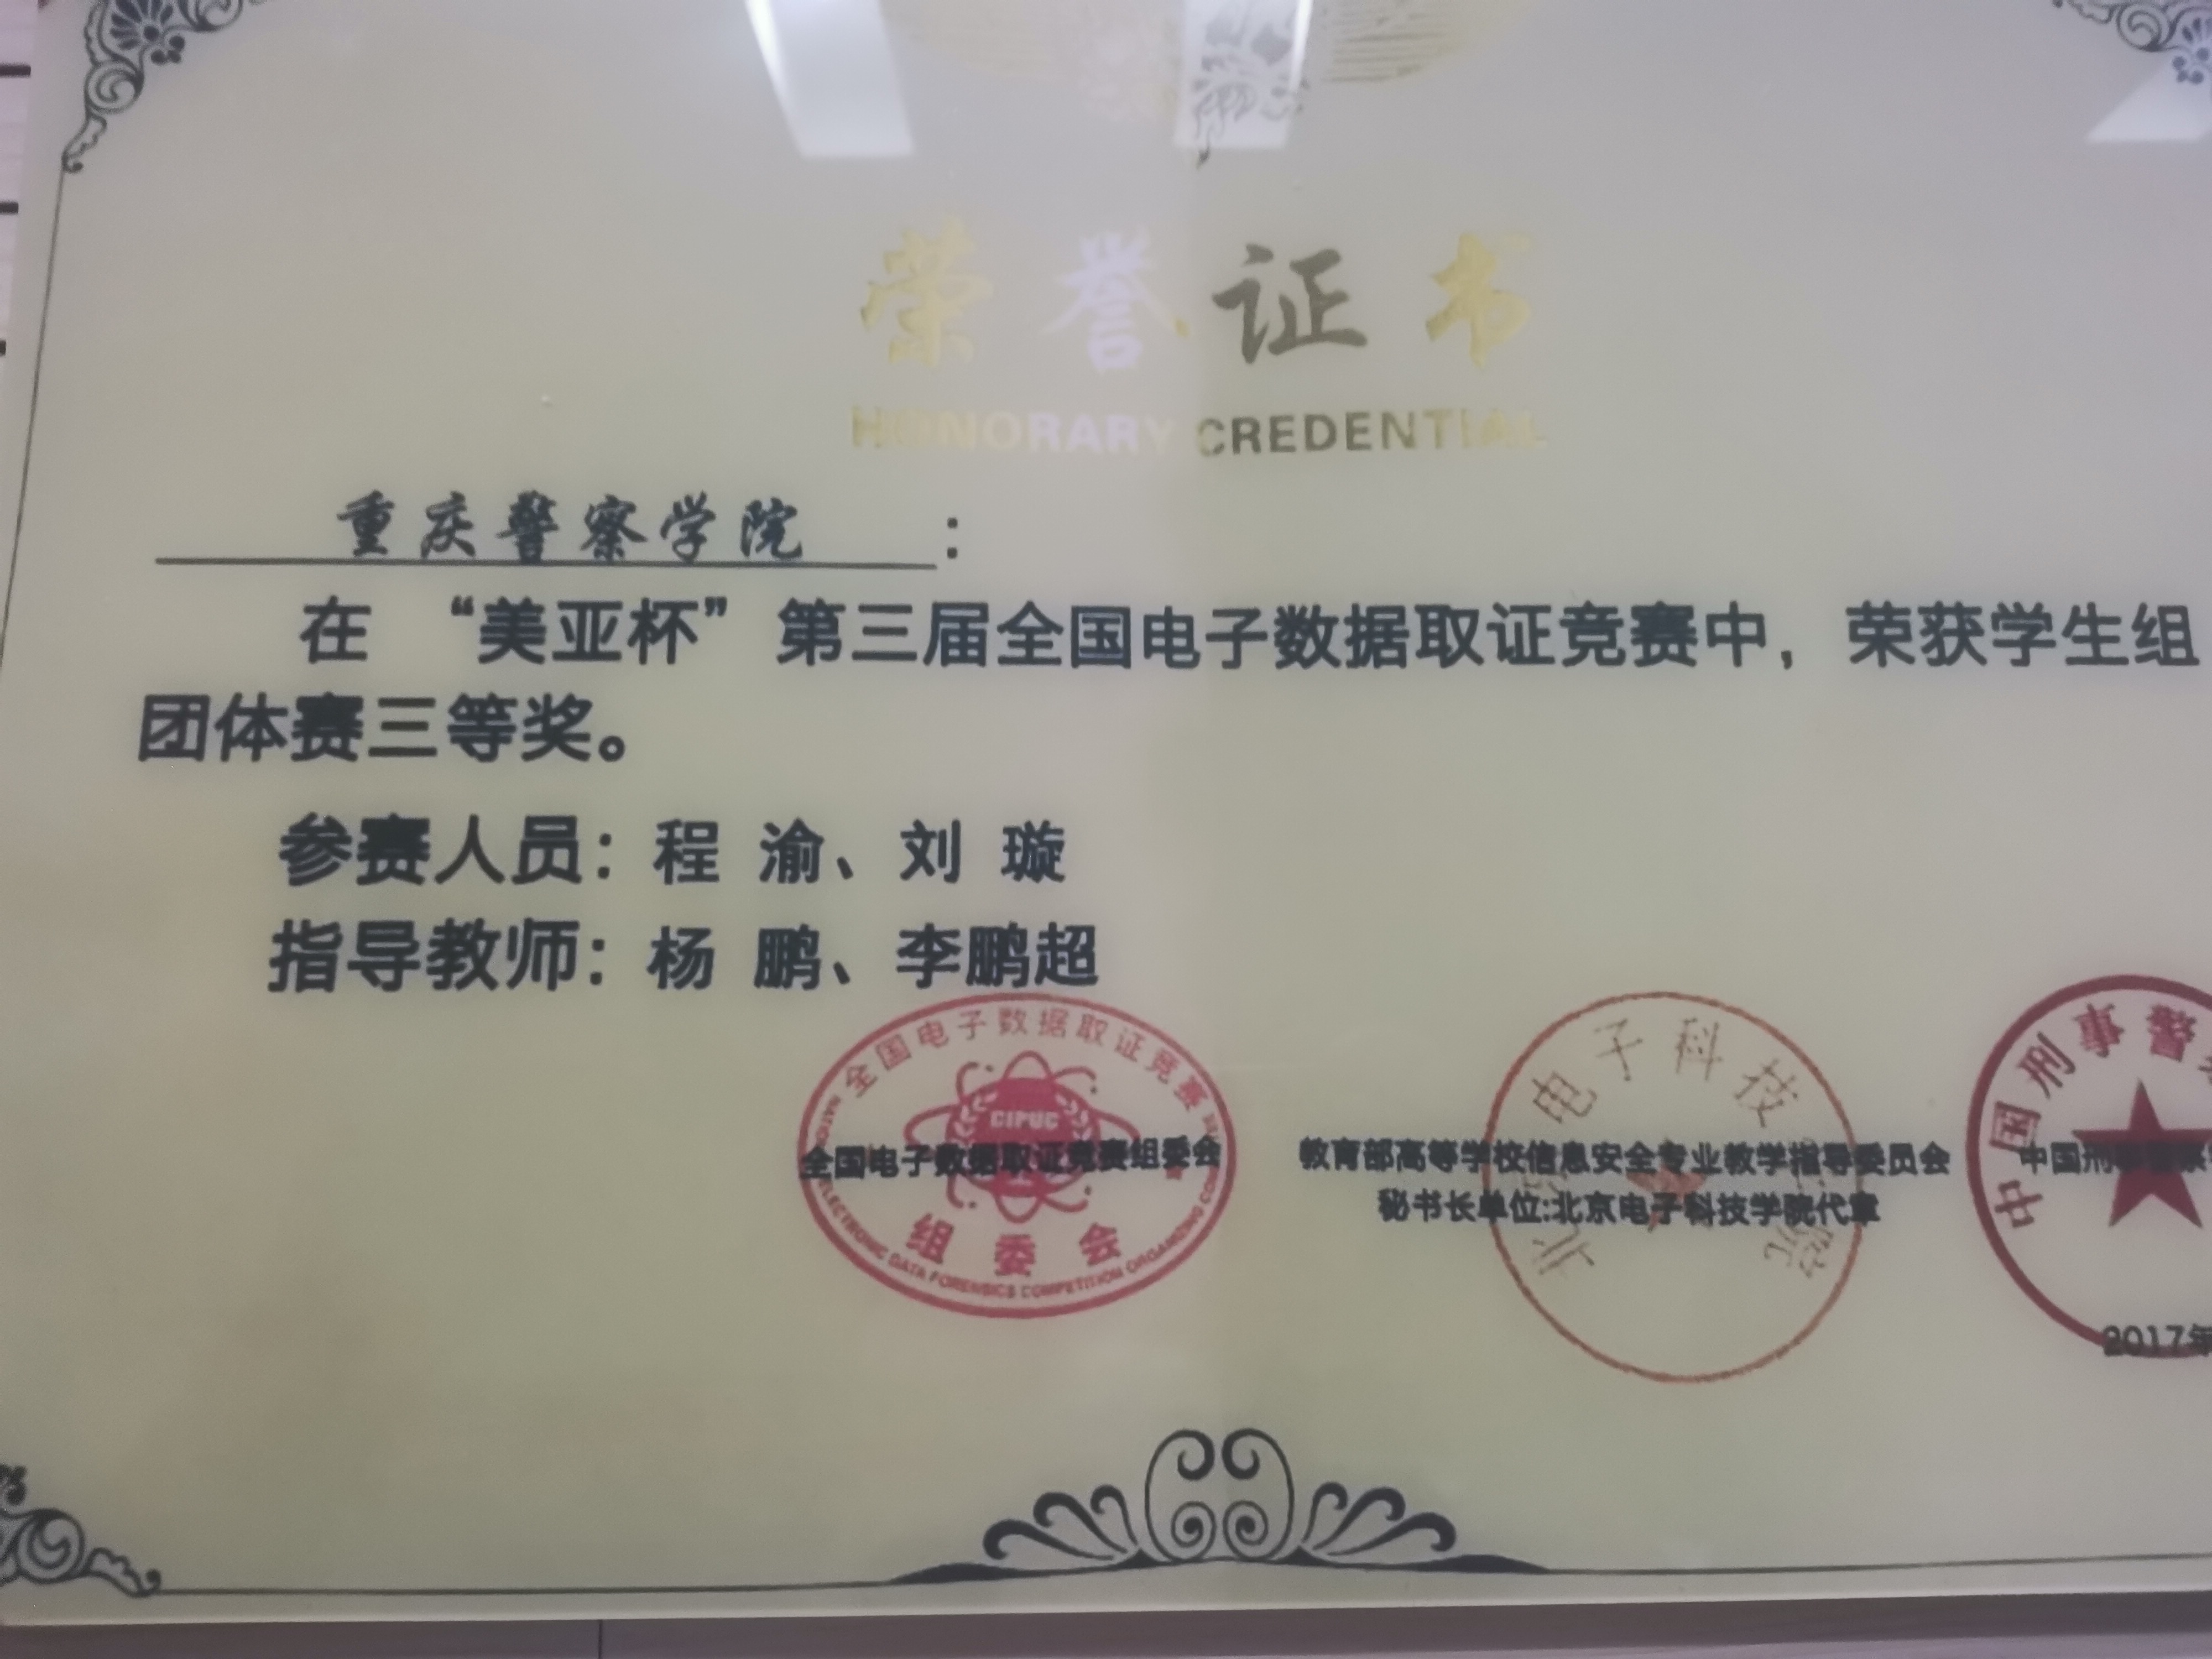 荣誉证书
HONORARY CREDENTIAL
重庆警察学院：
在 “美亚杯” 第三届全国电子数据取证竞赛中，荣获学生组
团体赛三等奖。
参赛人员：程 渝、刘 璇
指导教师：杨 鹏、李鹏超
全国电子数据取证竞赛
CIPUC
全国电子数据取证竞赛组委会
组委会
ELECTRONIC DATA FORENSICS COMPETITION ORGANIZING
北京电子科技学院
教育部高等学校信息安全专业教学指导委员会
秘书长单位:北京电子科技学院代章
中国刑事警
中国刑
2017年